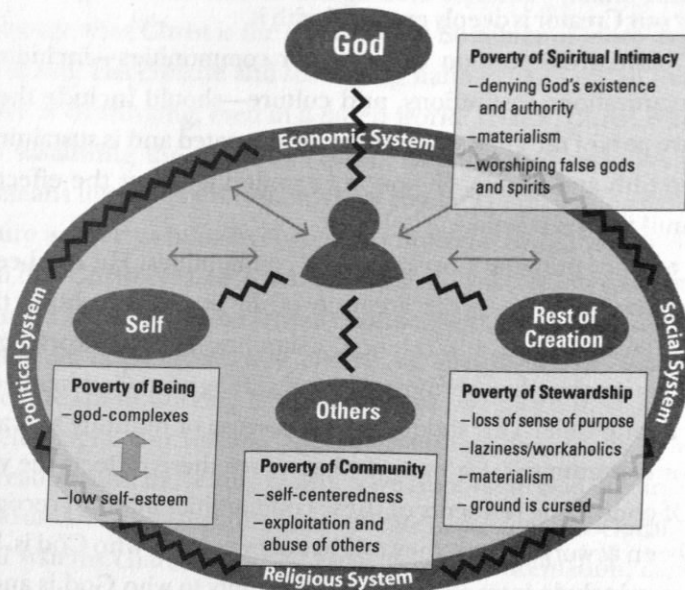 God
Poverty of Spiritual Intimacy
–denying God's existence
and authority
–materialism
–worshiping false gods
and spirits
Economic System
Political System
Social System
Self
Rest of
Creation
Others
Poverty of Being
–god-complexes
–low self-esteem
Poverty of Community
–self-centeredness
–exploitation and
abuse of others
Poverty of Stewardship
–loss of sense of purpose
–laziness/workaholics
–materialism
–ground is cursed
Religious System